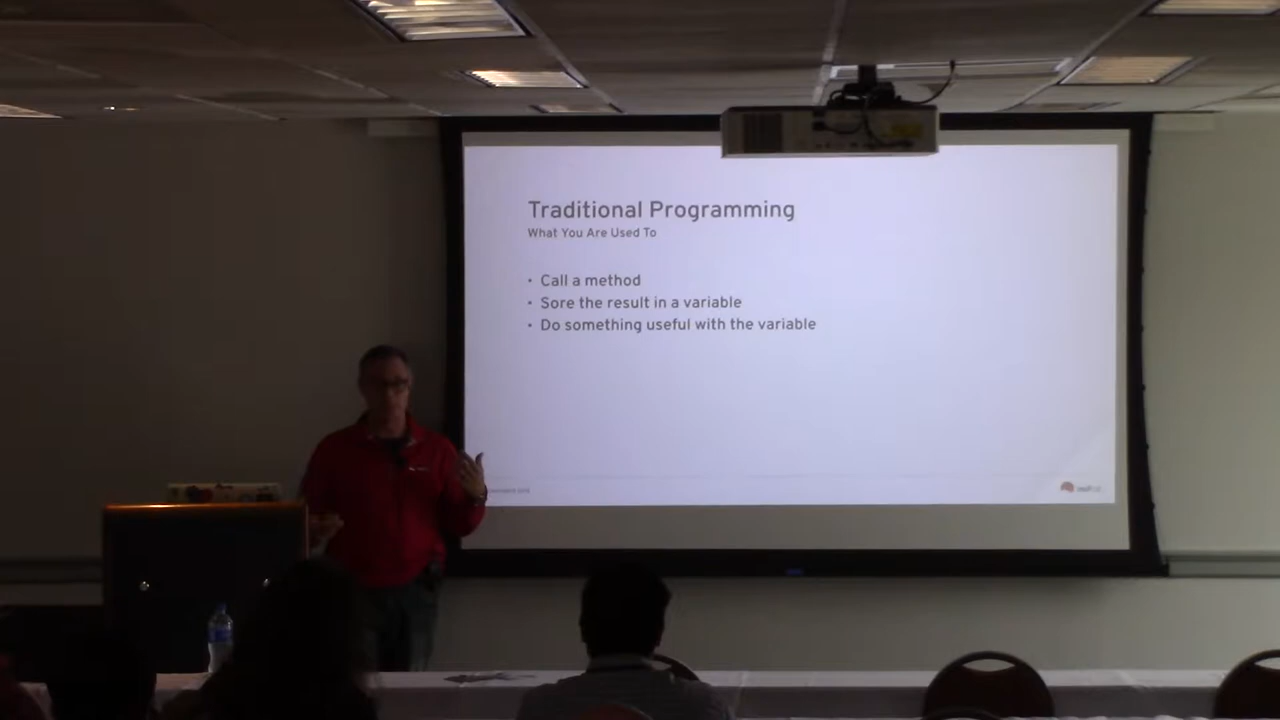 Traditional Programming
What You Are Used To
• Call a method
• Sore the result in a variable
• Do something useful with the variable